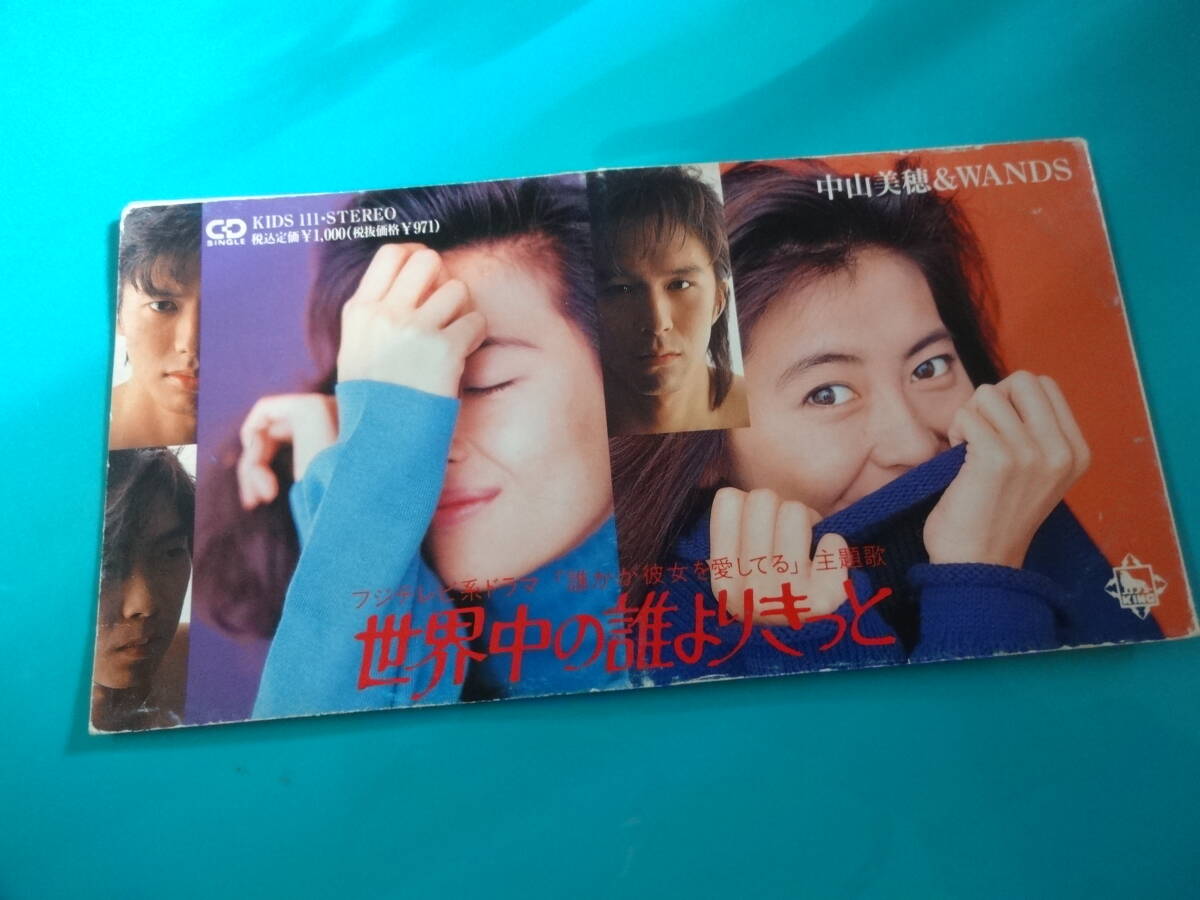 CD
SINGLE
KIDS 111・STEREO
税込定価￥1,000(税抜価格￥971)
中山美穂&WANDS
フジテレビ系ドラマ「誰かが彼女を愛してる」主題歌
世界中の誰よりきっと
KING